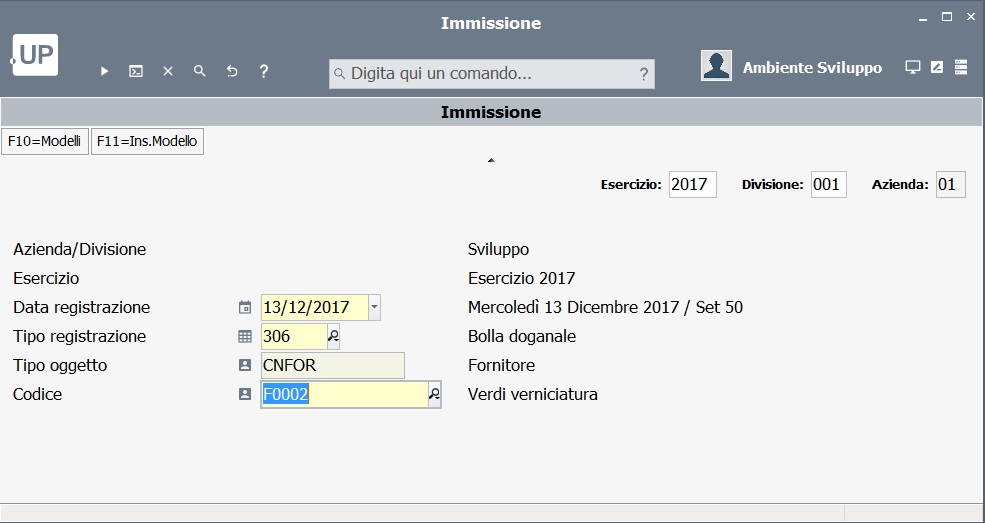 Immissione
.UP
? Digita qui un comando... ? Ambiente Sviluppo
Immissione
F10=Modelli F11=Ins.Modello
Esercizio: 2017 Divisione: 001 Azienda: 01
Azienda/Divisione Sviluppo
Esercizio Esercizio 2017
Data registrazione 13/12/2017 Mercoledì 13 Dicembre 2017 / Set 50
Tipo registrazione 306 Bolla doganale
Tipo oggetto CNFOR Fornitore
Codice F0002 Verdi verniciatura